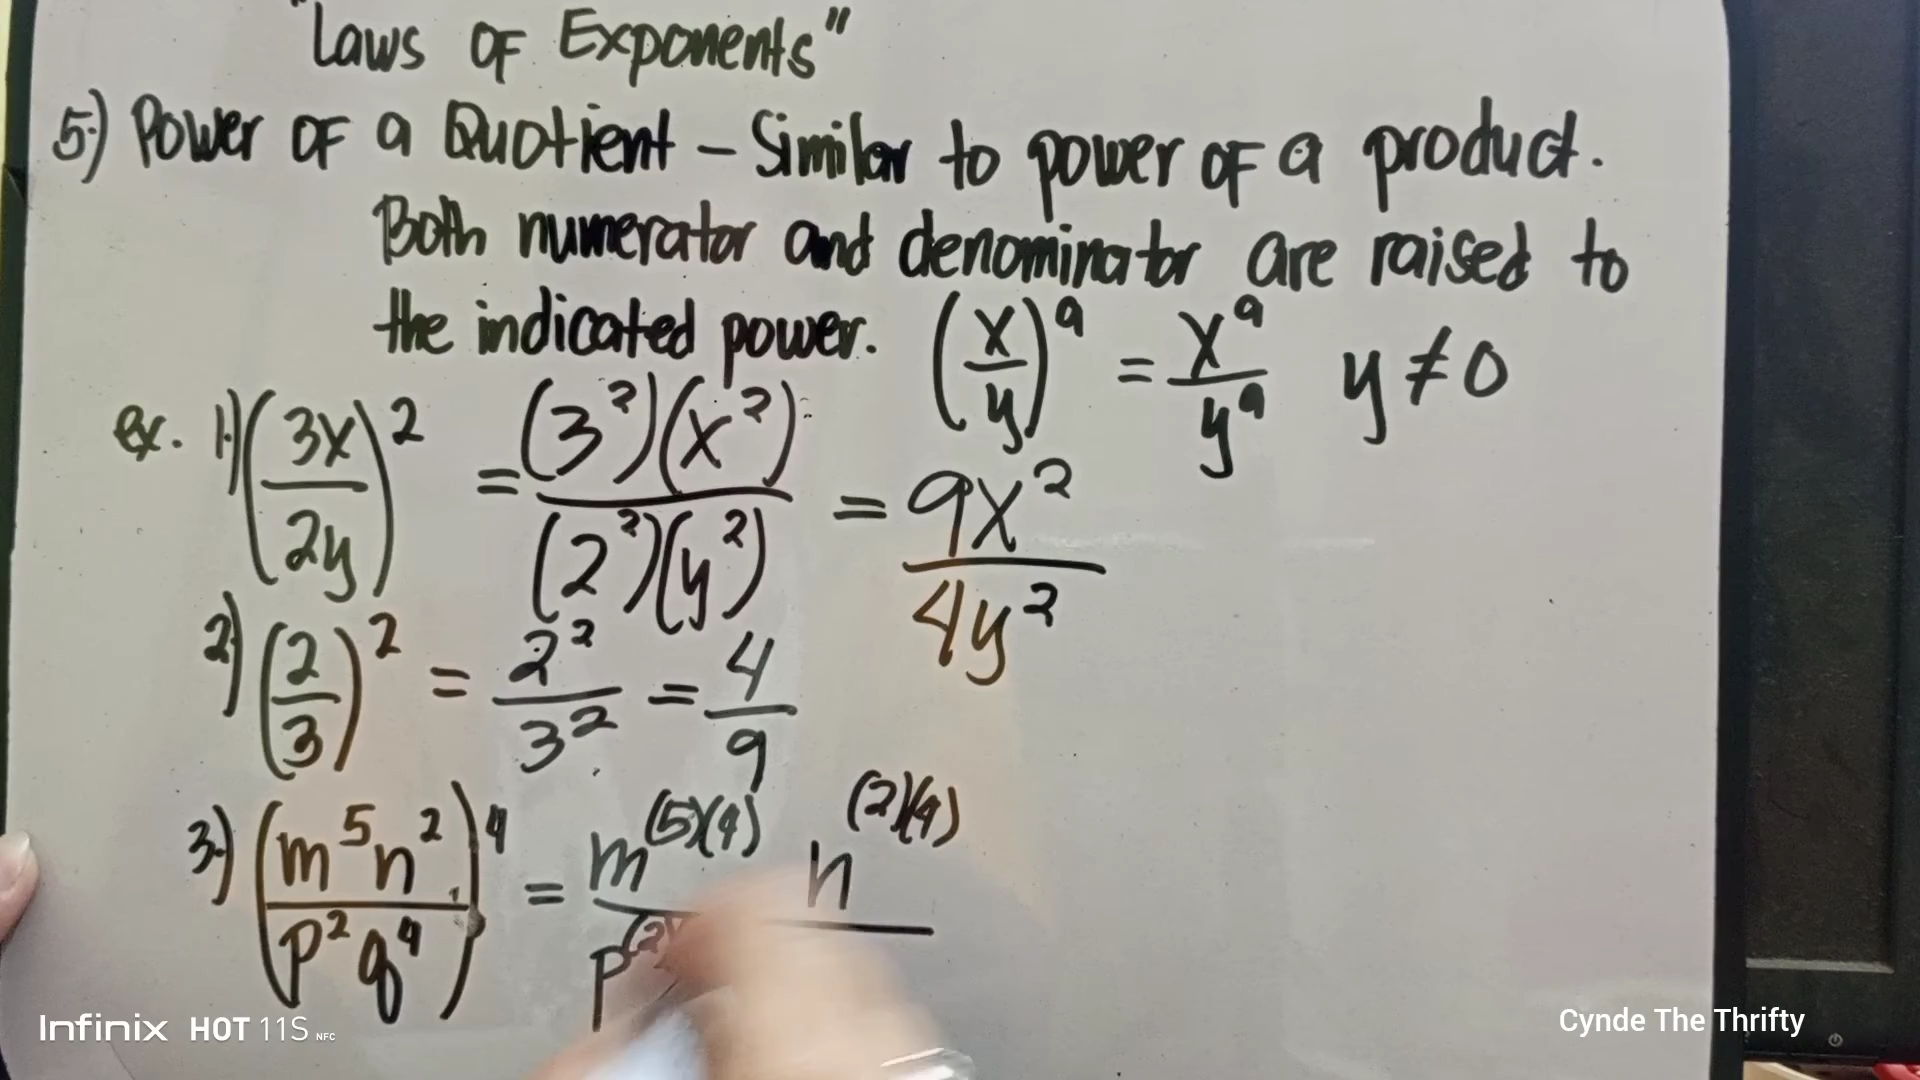 "Laws OF Exponents"
5.) Power OF a Quotient - Similar to power OF a product.
Both numerator and denominator are raised to
the indicated power. (x/y)^a = x^a/y^a y ≠ 0
ex. 1.) (3x/2y)^2 = (3^2)(x^2)/(2^2)(y^2) = 9x^2/4y^2
2.) (2/3)^2 = 2^2/3^2 = 4/9
3.) (m^5n^2/p^2q^4)^4 = m^(5)(4) n^(2)(4)/p^(2)
Infinix HOT 11S NFC
Cynde The Thrifty